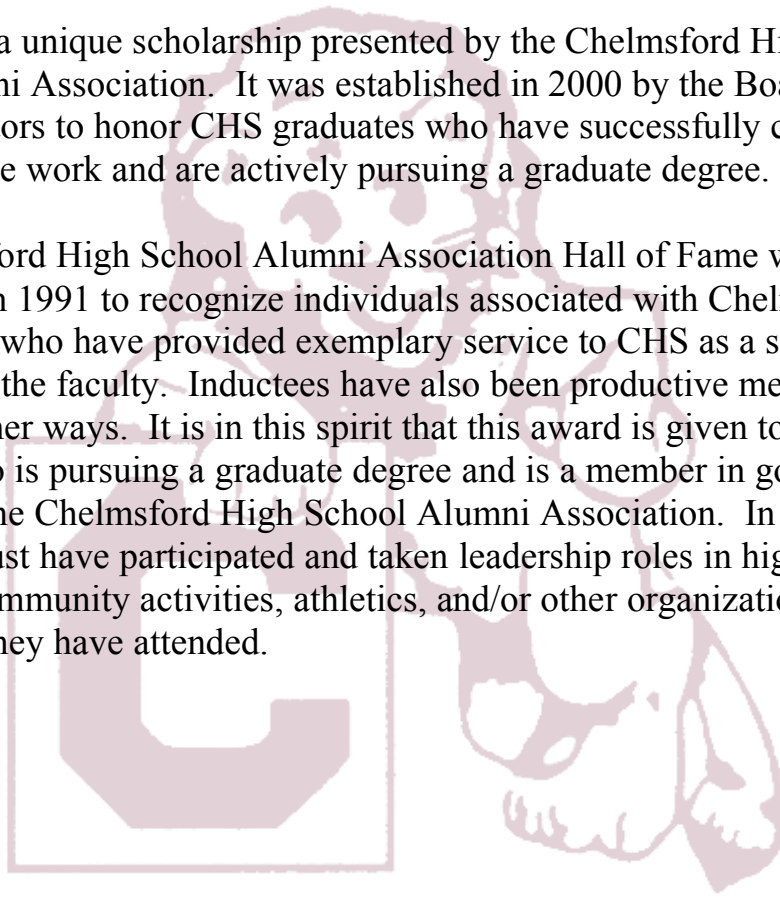 a unique scholarship presented by the Chelmsford Hi
ni Association.  It was established in 2000 by the Boa
tors to honor CHS graduates who have successfully c
e work and are actively pursuing a graduate degree.
ord High School Alumni Association Hall of Fame w
n 1991 to recognize individuals associated with Chel
who have provided exemplary service to CHS as a s
the faculty.  Inductees have also been productive me
ner ways.  It is in this spirit that this award is given to
o is pursuing a graduate degree and is a member in go
ne Chelmsford High School Alumni Association.  In
ust have participated and taken leadership roles in hig
mmunity activities, athletics, and/or other organizatio
hey have attended.
C